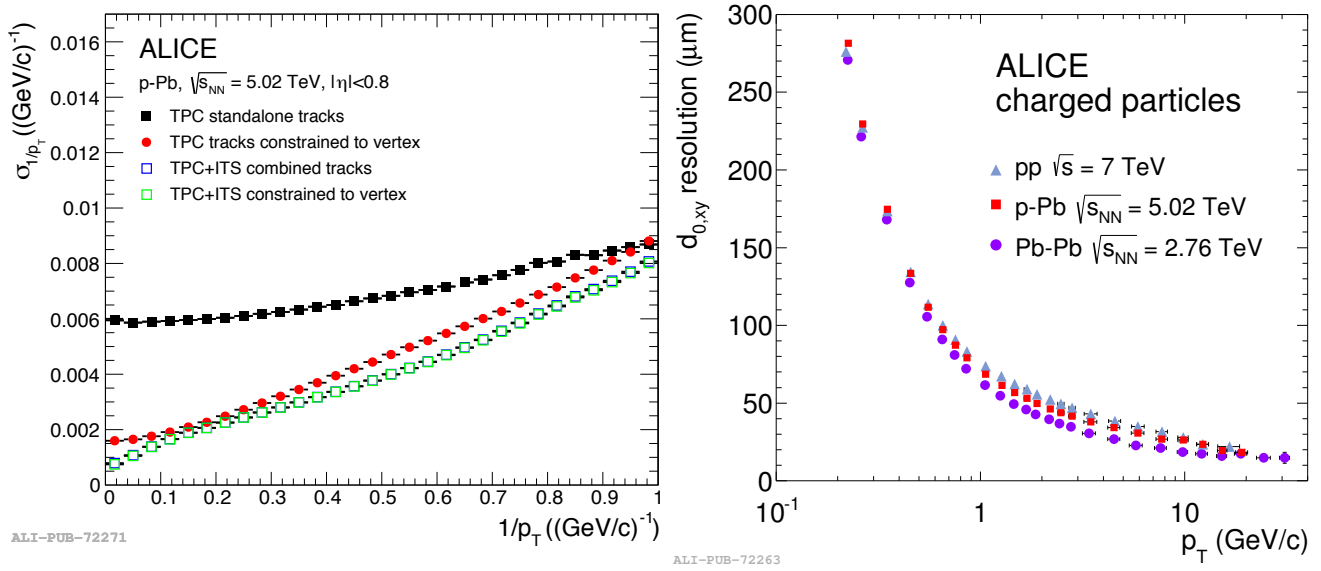 ALICE
p-Pb, √sNN = 5.02 TeV, |η|<0.8
TPC standalone tracks
TPC tracks constrained to vertex
TPC+ITS combined tracks
TPC+ITS constrained to vertex
σ1/pT ((GeV/c)-1)
0.016
0.014
0.012
0.01
0.008
0.006
0.004
0.002
0
0 0.1 0.2 0.3 0.4 0.5 0.6 0.7 0.8 0.9 1
1/pT ((GeV/c)-1)
ALI-PUB-72271
ALICE
charged particles
pp √s = 7 TeV
p-Pb √sNN = 5.02 TeV
Pb-Pb √sNN = 2.76 TeV
d0,xy resolution (μm)
300
250
200
150
100
50
0
10-1 1 10
pT (GeV/c)
ALI-PUB-72263